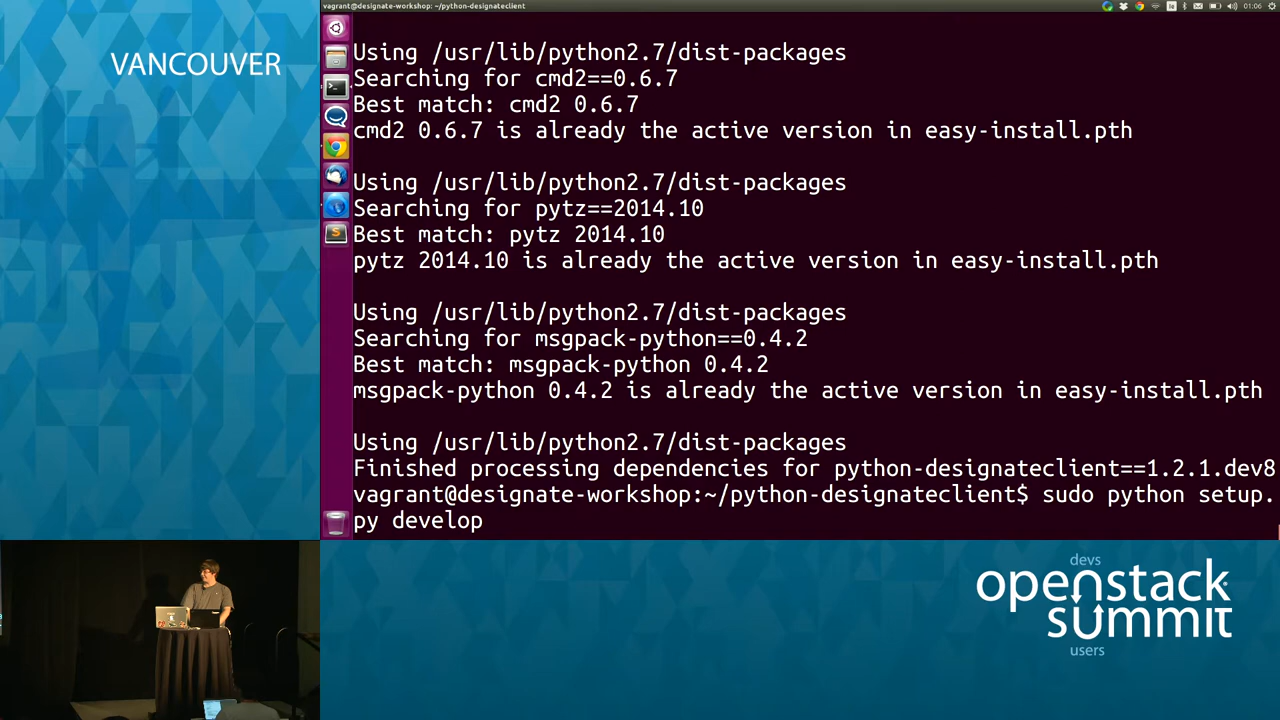 vagrant@designate-workshop: ~/python-designateclient
01:06
VANCOUVER
Using /usr/lib/python2.7/dist-packages
Searching for cmd2==0.6.7
Best match: cmd2 0.6.7
cmd2 0.6.7 is already the active version in easy-install.pth
Using /usr/lib/python2.7/dist-packages
Searching for pytz==2014.10
Best match: pytz 2014.10
pytz 2014.10 is already the active version in easy-install.pth
Using /usr/lib/python2.7/dist-packages
Searching for msgpack-python==0.4.2
Best match: msgpack-python 0.4.2
msgpack-python 0.4.2 is already the active version in easy-install.pth
Using /usr/lib/python2.7/dist-packages
Finished processing dependencies for python-designateclient==1.2.1.dev8
vagrant@designate-workshop:~/python-designateclient$ sudo python setup.
py develop
devs
openstack
summit
users